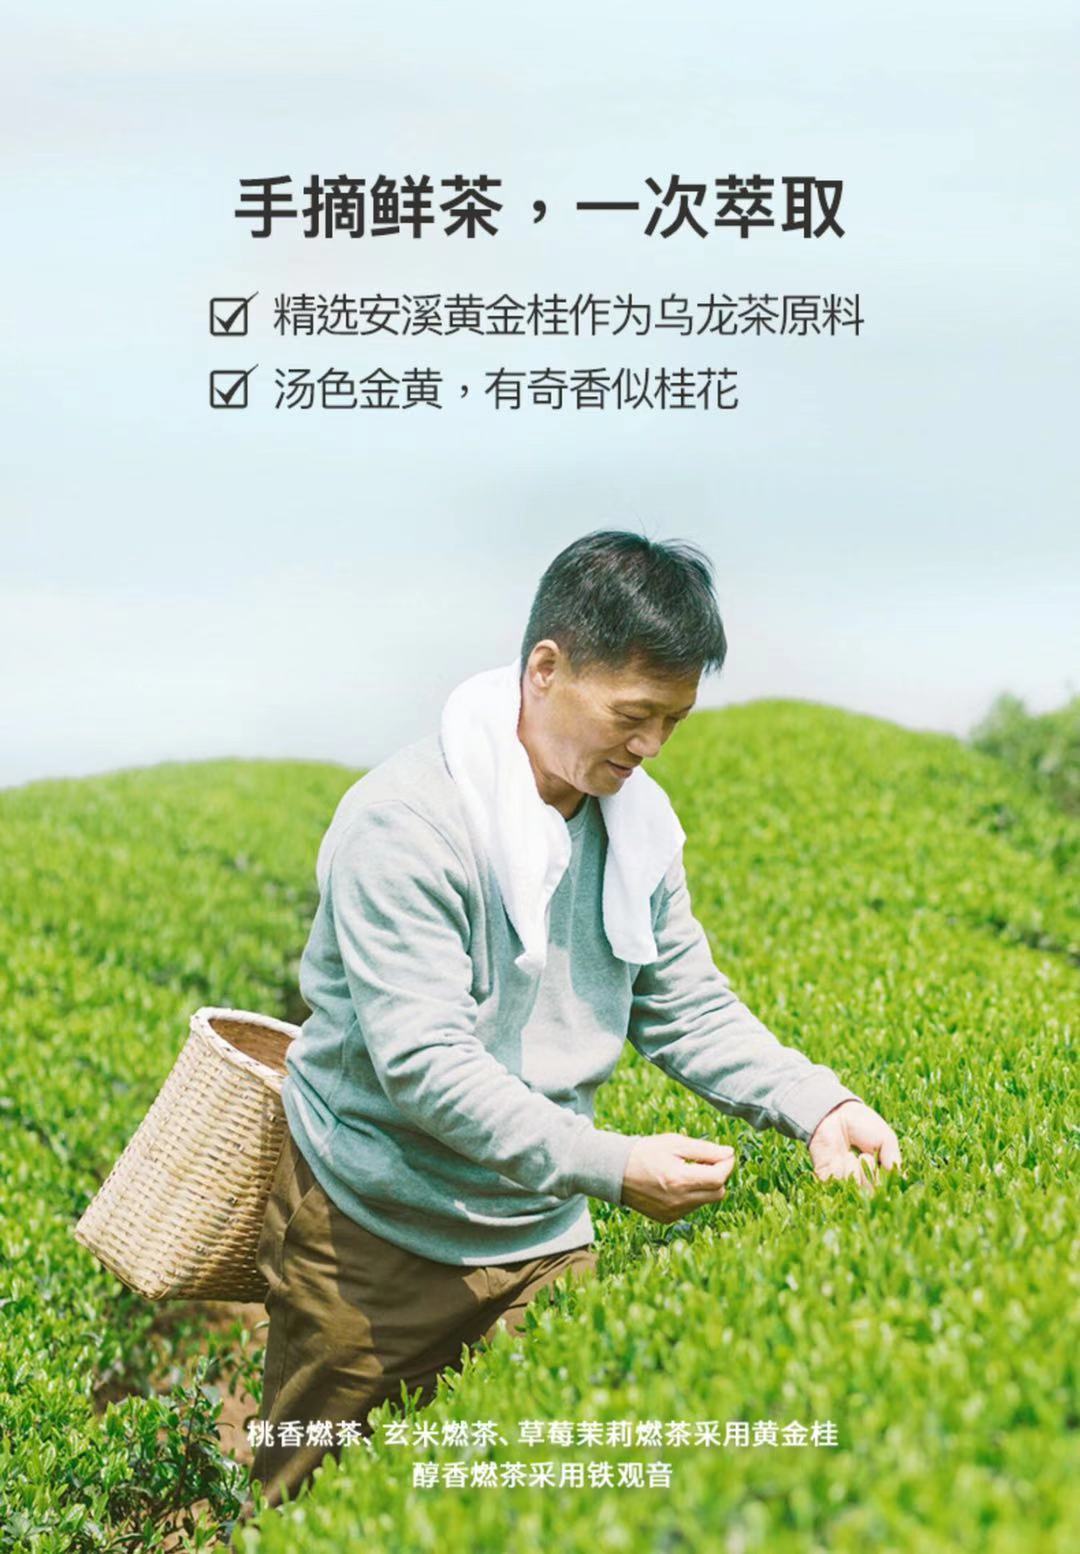 手摘鲜茶，一次萃取
精选安溪黄金桂作为乌龙茶原料
汤色金黄，有奇香似桂花
桃香燃茶、玄米燃茶、草莓茉莉燃茶采用黄金桂
醇香燃茶采用铁观音